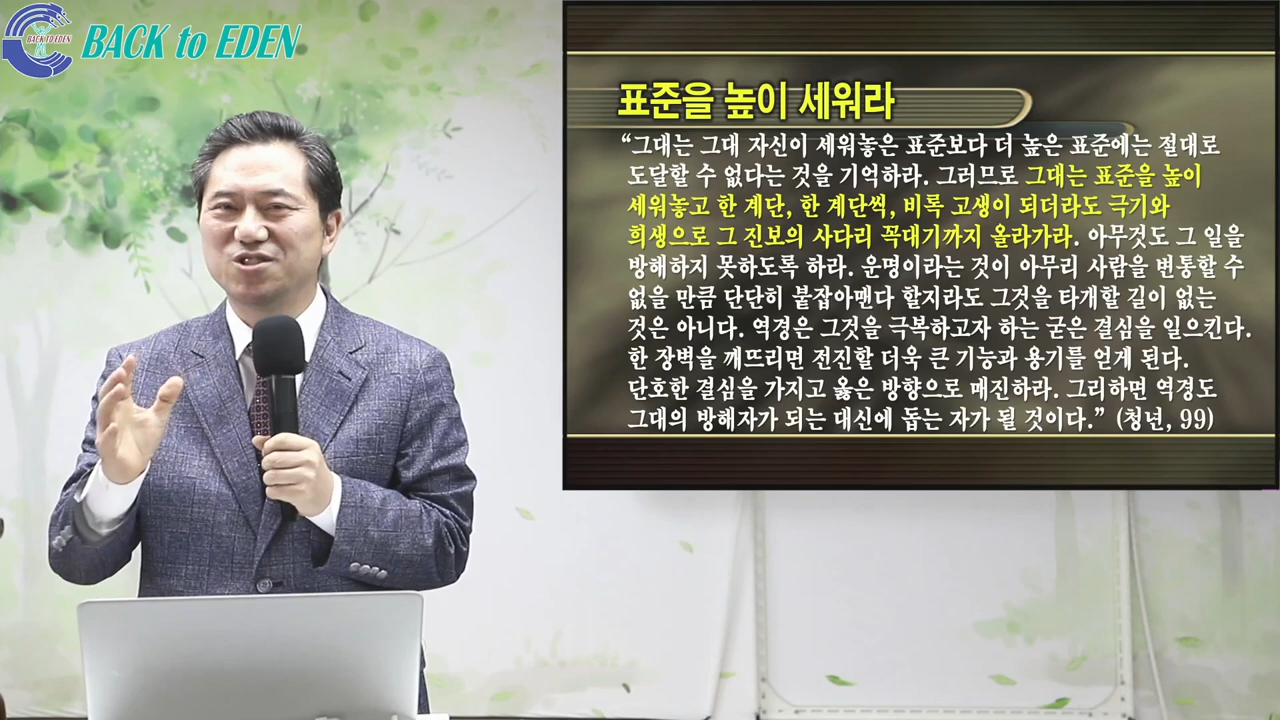 BACK TO EDEN
BACK to EDEN
표준을 높이 세워라
“그대는 그대 자신이 세워놓은 표준보다 더 높은 표준에는 절대로
도달할 수 없다는 것을 기억하라. 그러므로 그대는 표준을 높이
세워놓고 한 계단, 한 계단씩, 비록 고생이 되더라도 극기와
희생으로 그 진보의 사다리 꼭대기까지 올라가라. 아무것도 그 일을
방해하지 못하도록 하라. 운명이라는 것이 아무리 사람을 변통할 수
없을 만큼 단단히 붙잡아맨다 할지라도 그것을 타개할 길이 없는
것은 아니다. 역경은 그것을 극복하고자 하는 굳은 결심을 일으킨다.
한 장벽을 깨뜨리면 전진할 더욱 큰 기능과 용기를 얻게 된다.
단호한 결심을 가지고 옳은 방향으로 매진하라. 그리하면 역경도
그대의 방해자가 되는 대신에 돕는 자가 될 것이다.” (청년, 99)